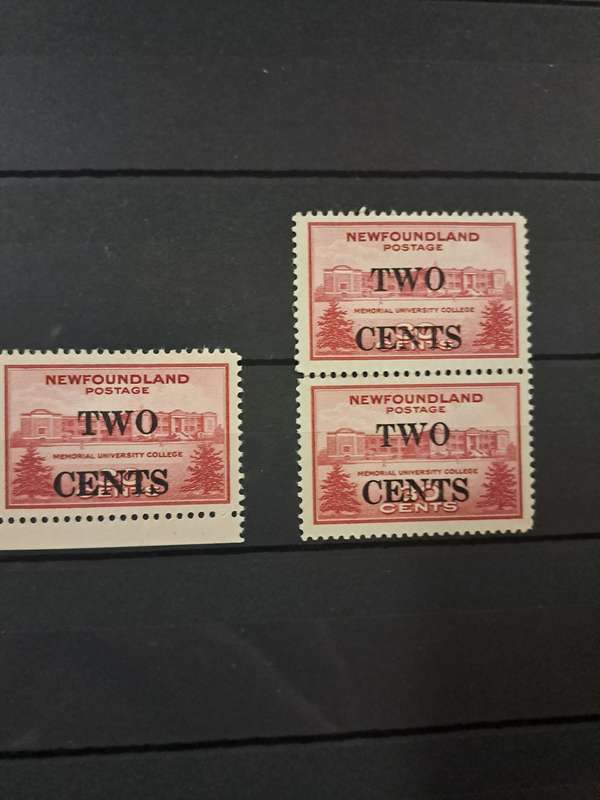 NEWFOUNDLAND
POSTAGE
TWO
MEMORIAL UNIVERSITY COLLEGE
CENTS
NEWFOUNDLAND
POSTAGE
TWO
MEMORIAL UNIVERSITY COLLEGE
CENTS
NEWFOUNDLAND
POSTAGE
TWO
MEMORIAL UNIVERSITY COLLEGE
CENTS
CENTS